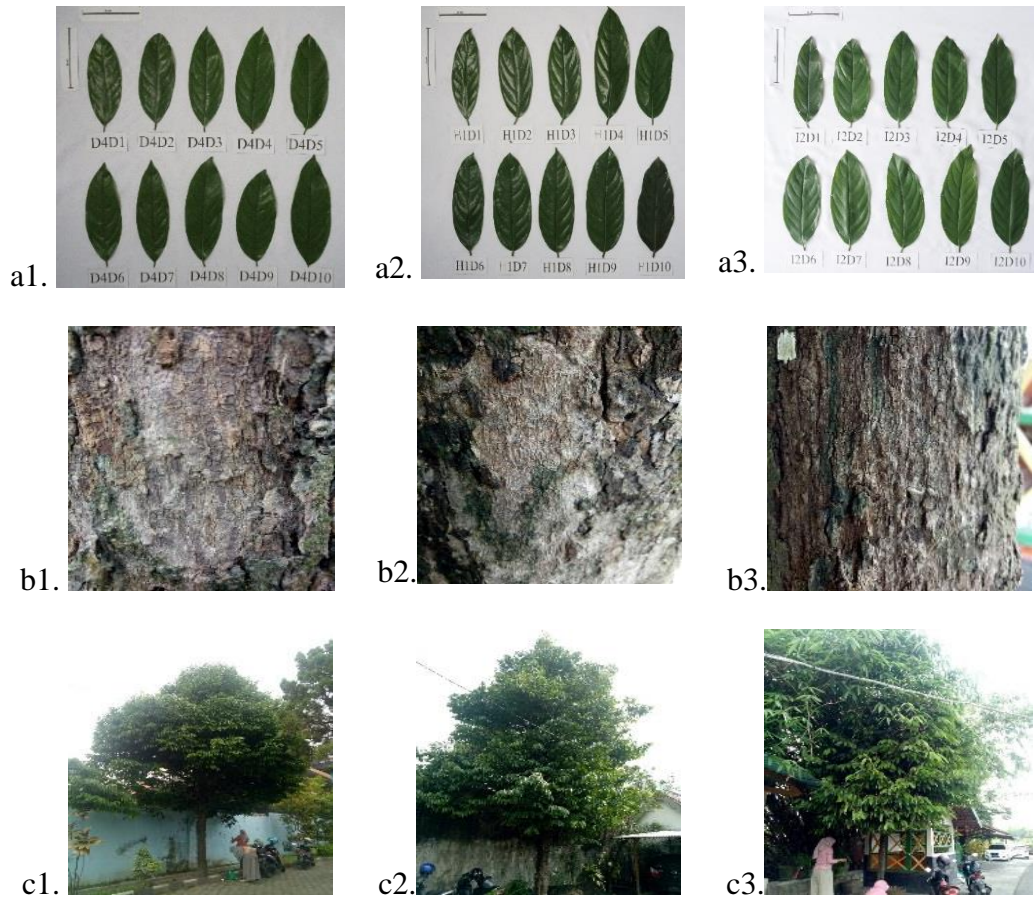 D4D1 D4D2 D4D3 D4D4 D4D5
D4D6 D4D7 D4D8 D4D9 D4D10
a1.
H1D1 H1D2 H1D3 H1D4 H1D5
H1D6 H1D7 H1D8 H1D9 H1D10
a2.
I2D1 I2D2 I2D3 I2D4 I2D5
I2D6 I2D7 I2D8 I2D9 I2D10
a3.
b1.
b2.
b3.
c1.
c2.
c3.